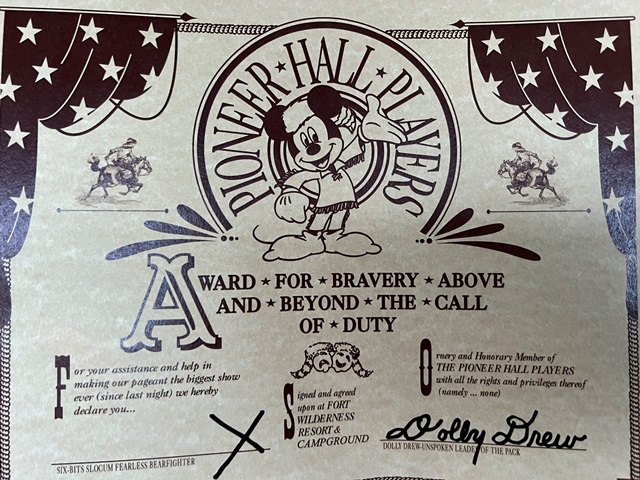 PIONEER★HALL★PLAYERS
AWARD ★ FOR ★ BRAVERY ★ ABOVE
AND ★ BEYOND ★ THE ★ CALL
OF ★ DUTY
For your assistance and help in
making our pageant the biggest show
ever (since last night) we hereby
declare you...
Signed and agreed
upon at FORT
WILDERNESS
RESORT &
CAMPGROUND
Ornery and Honorary Member of
THE PIONEER HALL PLAYERS
with all the rights and privileges thereof
(namely ... none)
X
SIX-BITS SLOCUM FEARLESS BEARFIGHTER
Dolly Drew
DOLLY DREW-UNSPOKEN LEADER OF THE PACK